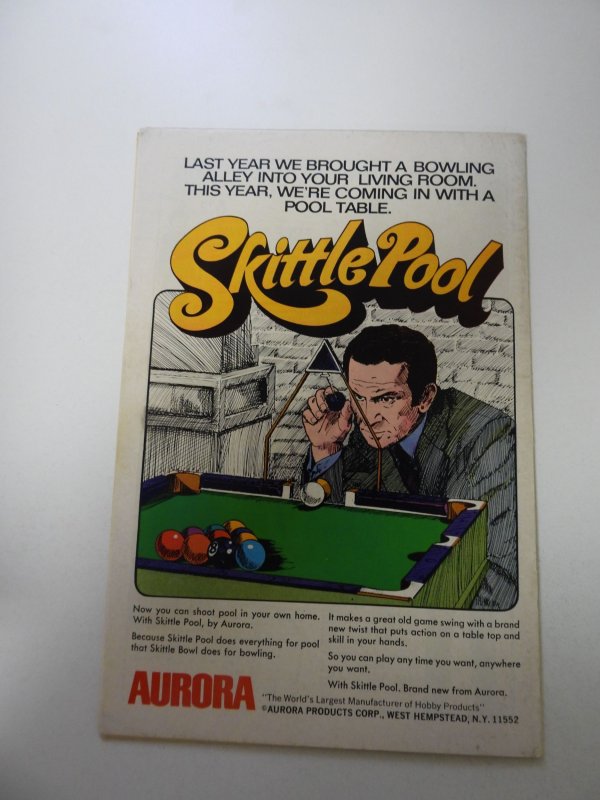 LAST YEAR WE BROUGHT A BOWLING
ALLEY INTO YOUR LIVING ROOM.
THIS YEAR, WE'RE COMING IN WITH A
POOL TABLE.
Skittle Pool
8
Now you can shoot pool in your own home.
With Skittle Pool, by Aurora.
Because Skittle Pool does everything for pool
that Skittle Bowl does for bowling.
It makes a great old game swing with a brand
new twist that puts action on a table top and
skill in your hands.
So you can play any time you want, anywhere
you want.
With Skittle Pool. Brand new from Aurora.
AURORA
"The World's Largest Manufacturer of Hobby Products"
©AURORA PRODUCTS CORP., WEST HEMPSTEAD, N.Y. 11552